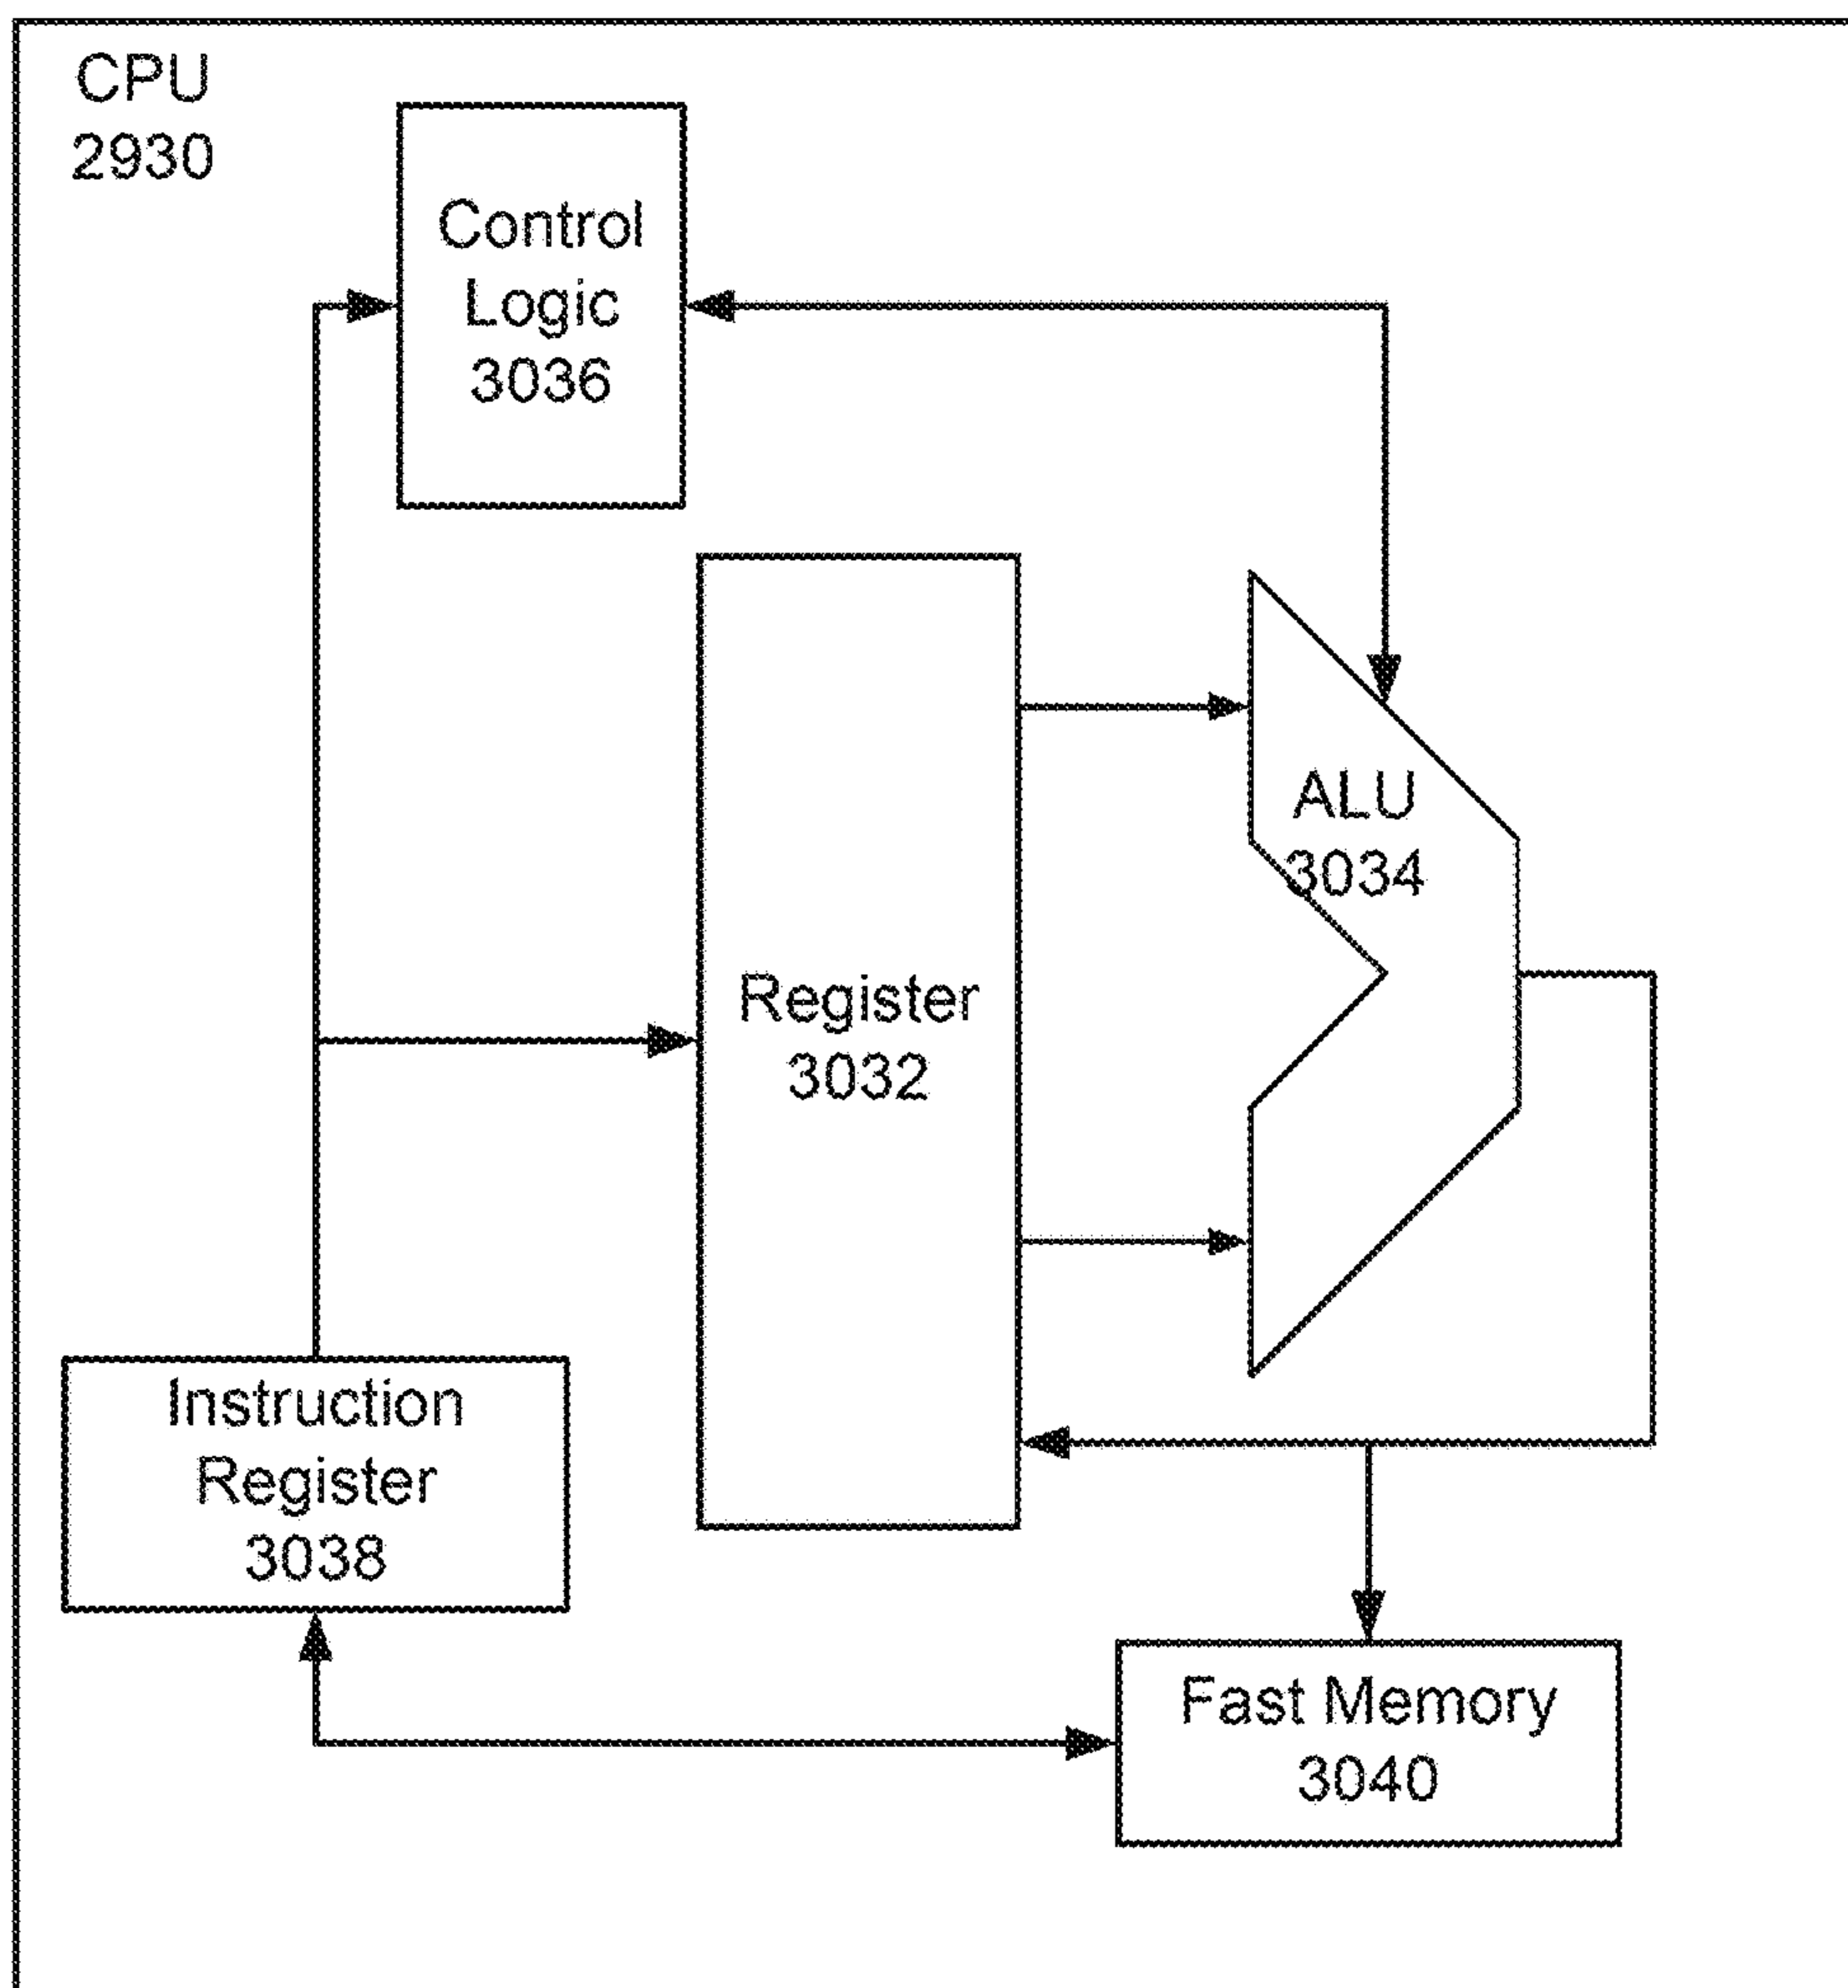 CPU
2930
Control
Logic
3036
ALU
3034
Register
3032
Instruction
Register
3038
Fast Memory
3040